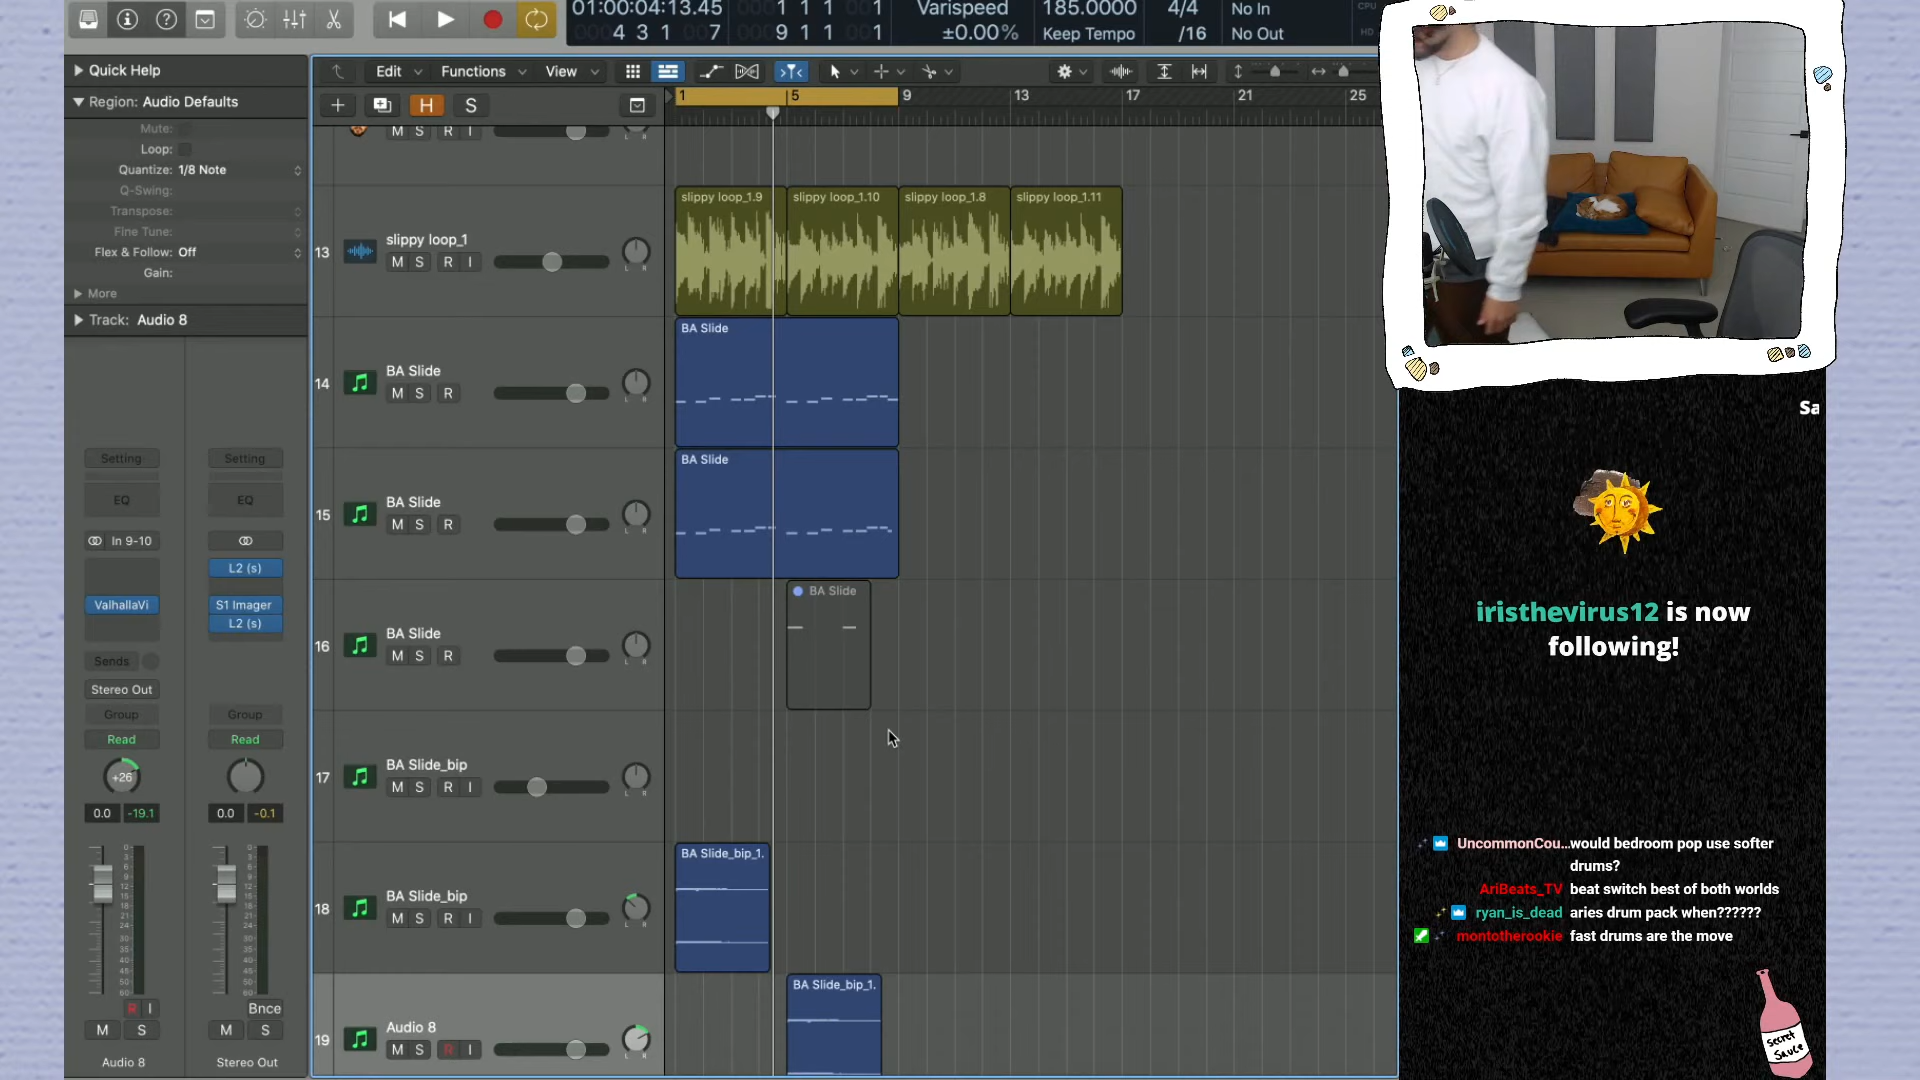 01:00:04:13.45
4 3 1 007
1 1 1 1
9 1 1 1
Varispeed
±0.00%
185.0000
Keep Tempo
4/4
/16
No In
No Out
CPU
HD
Quick Help
Edit
Functions
View
Region: Audio Defaults
H
S
1
5
9
13
17
21
25
Mute:
Loop:
Quantize: 1/8 Note
Q-Swing:
Transpose:
Fine Tune:
Flex & Follow: Off
Gain:
More
Track: Audio 8
M S R I
slippy loop_1.9
slippy loop_1.10
slippy loop_1.8
slippy loop_1.11
13
slippy loop_1
M S R I
BA Slide
14
BA Slide
M S R
BA Slide
15
BA Slide
M S R
BA Slide
16
BA Slide
M S R
17
BA Slide_bip
M S R I
BA Slide_bip_1.
18
BA Slide_bip
M S R I
BA Slide_bip_1.
19
Audio 8
M S R I
Setting
Setting
EQ
EQ
In 9-10
L2 (s)
ValhallaVi
S1 Imager
L2 (s)
Sends
Stereo Out
Group
Group
Read
Read
+26
0.0
-19.1
0.0
-0.1
R I
Bnce
M S
M S
Audio 8
Stereo Out
Sa
iristhevirus12 is now
following!
UncommonCou...would bedroom pop use softer
drums?
AriBeats_TV beat switch best of both worlds
ryan_is_dead aries drum pack when??????
montotherookie fast drums are the move
secret
sauce